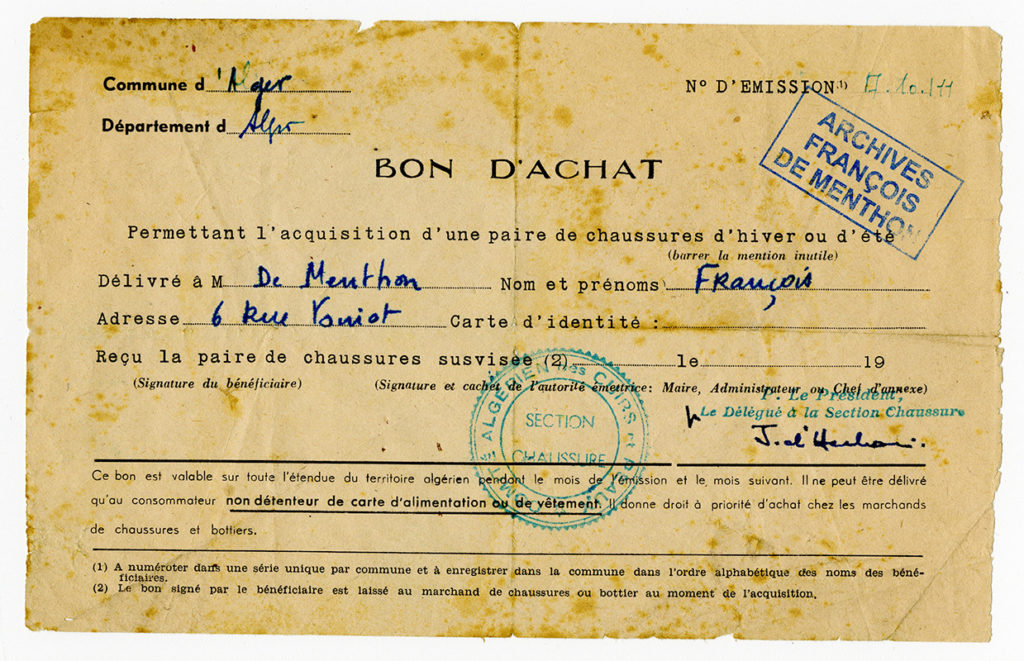 Commune d'Alger
N° D'EMISSION (1)
Département d Alger
ARCHIVES
FRANÇOIS
DE MENTHON
BON D'ACHAT
Permettant l'acquisition d'une paire de chaussures d'hiver ou d'été
(barrer la mention inutile)
Délivré à M De Menthon Nom et prénoms François
Adresse 6 Rue Carte d'identité :
Reçu la paire de chaussures susvisée (2) le 19
(Signature du bénéficiaire) (Signature et cachet de l'autorité émettrice: Maire, Administrateur ou Chef d'annexe)
P. Le Président,
Le Délégué à la Section Chaussure
COMITÉ ALGÉRIEN des CUIRS et PEAUX
SECTION
CHAUSSURE
Ce bon est valable sur toute l'étendue du territoire algérien pendant le mois de l'émission et le mois suivant. Il ne peut être délivré
qu'au consommateur non détenteur de carte d'alimentation ou de vêtement. Il donne droit à priorité d'achat chez les marchands
de chaussures et bottiers.
(1) A numéroter dans une série unique par commune et à enregistrer dans la commune dans l'ordre alphabétique des noms des béné-
ficiaires.
(2) Le bon signé par le bénéficiaire est laissé au marchand de chaussures ou bottier au moment de l'acquisition.